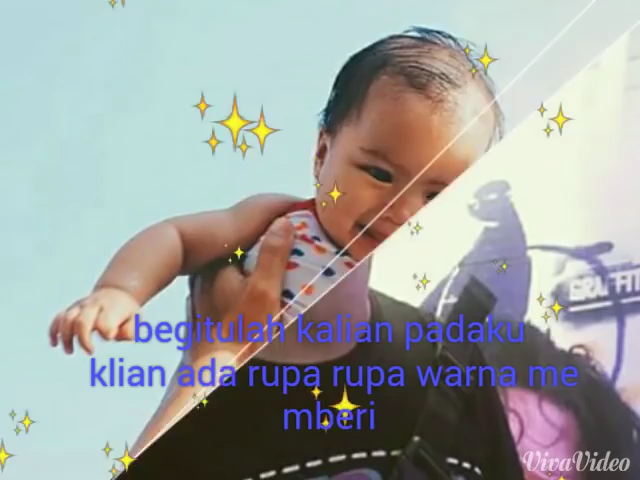 begitulah kalian padaku
klian ada rupa rupa warna me
mberi
VivaVideo